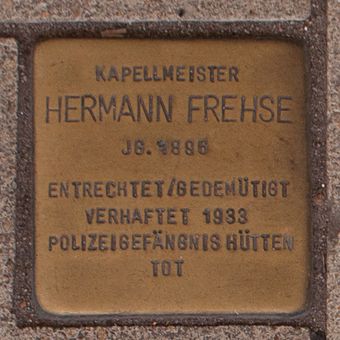 KAPELLMEISTER
HERMANN FREHSE
JG. 1895
ENTRECHTET/GEDEMÜTIGT
VERHAFTET 1933
POLIZEIGEFÄNGNIS HÜTTEN
TOT